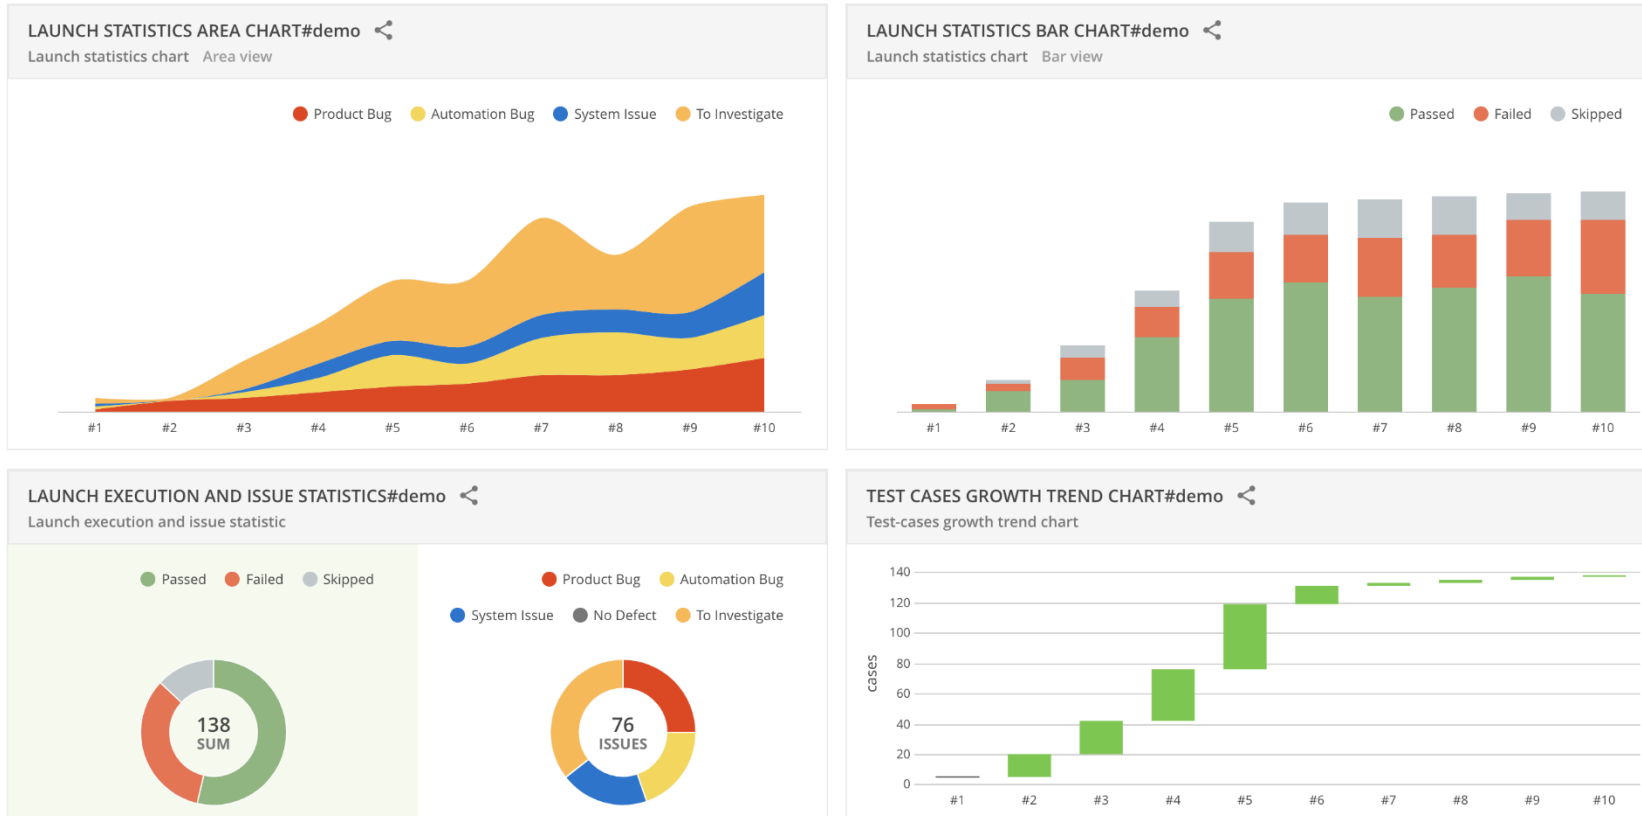 LAUNCH STATISTICS AREA CHART#demo
Launch statistics chart Area view
Product Bug Automation Bug System Issue To Investigate
#1 #2 #3 #4 #5 #6 #7 #8 #9 #10
LAUNCH STATISTICS BAR CHART#demo
Launch statistics chart Bar view
Passed Failed Skipped
#1 #2 #3 #4 #5 #6 #7 #8 #9 #10
LAUNCH EXECUTION AND ISSUE STATISTICS#demo
Launch execution and issue statistic
Passed Failed Skipped
138
SUM
Product Bug Automation Bug
System Issue No Defect To Investigate
76
ISSUES
TEST CASES GROWTH TREND CHART#demo
Test-cases growth trend chart
cases
140
120
100
80
60
40
20
0
#1 #2 #3 #4 #5 #6 #7 #8 #9 #10